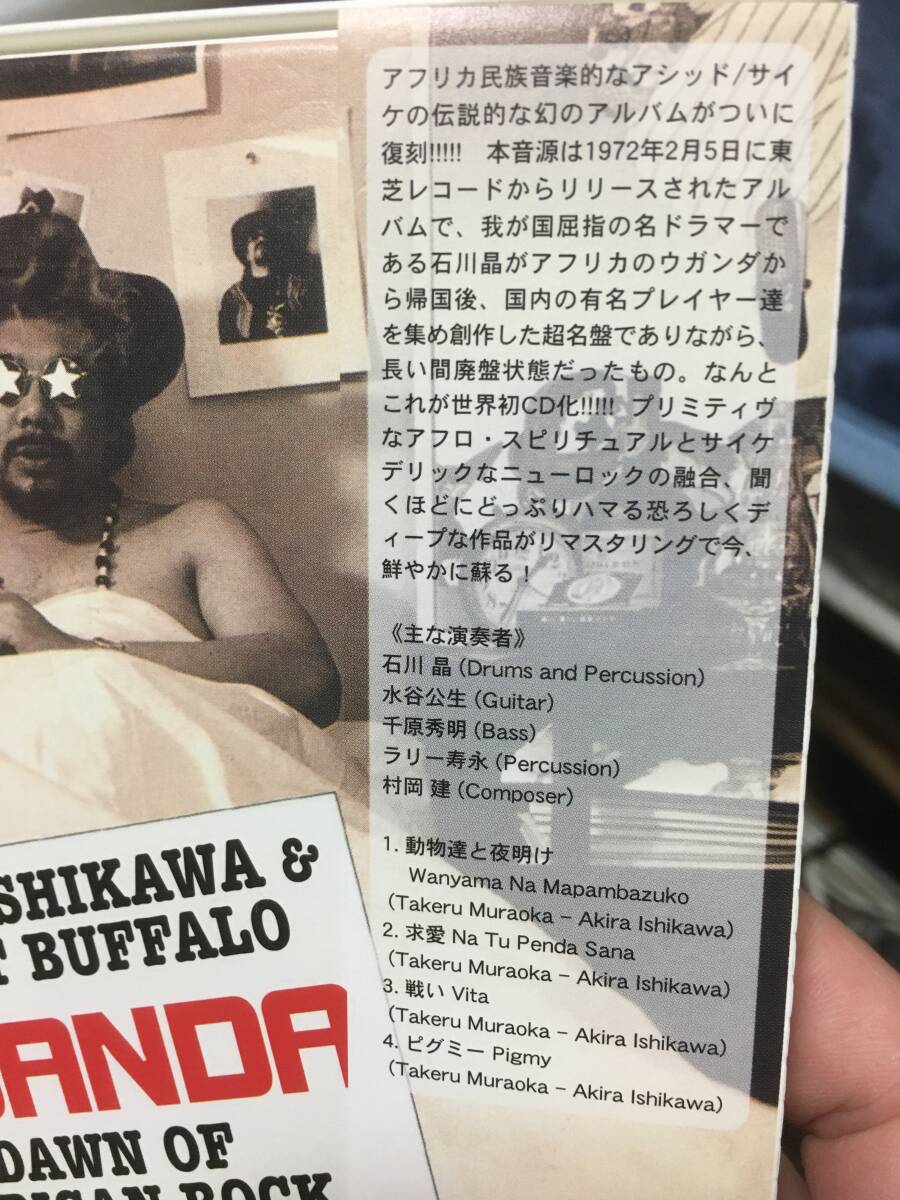 アフリカ民族音楽的なアシッド/サイ
ケの伝説的な幻のアルバムがついに
復刻!!!!!　本音源は1972年2月5日に東
芝レコードからリリースされたアル
バムで、我が国屈指の名ドラマーで
ある石川晶がアフリカのウガンダか
ら帰国後、国内の有名プレイヤー達
を集め創作した超名盤でありながら、
長い間廃盤状態だったもの。なんと
これが世界初CD化!!!!!　プリミティヴ
なアフロ・スピリチュアルとサイケ
デリックなニューロックの融合、聞
くほどにどっぷりハマる恐ろしくデ
ィープな作品がリマスタリングで今、
鮮やかに蘇る！
《主な演奏者》
石川 晶 (Drums and Percussion)
水谷公生 (Guitar)
千原秀明 (Bass)
ラリー寿永 (Percussion)
村岡 建 (Composer)
1. 動物達と夜明け
Wanyama Na Mapambazuko
(Takeru Muraoka – Akira Ishikawa)
2. 求愛 Na Tu Penda Sana
(Takeru Muraoka – Akira Ishikawa)
3. 戦い Vita
(Takeru Muraoka – Akira Ishikawa)
4. ピグミー Pigmy
(Takeru Muraoka – Akira Ishikawa)
SHIKAWA &
T BUFFALO
ANDA
DAWN OF
ROCK